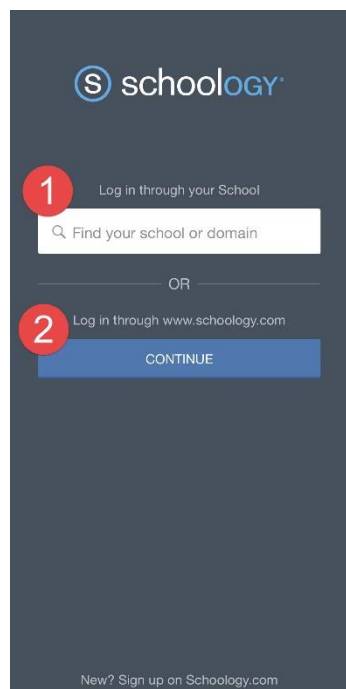 S schoology
1
Log in through your School
Find your school or domain
OR
2
Log in through www.schoology.com
CONTINUE
New? Sign up on Schoology.com